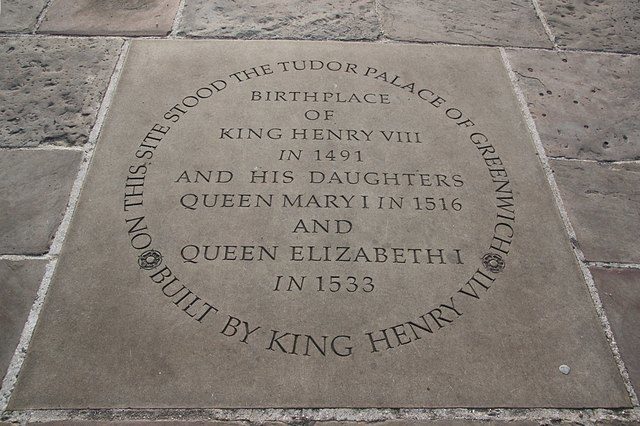 ON THIS SITE STOOD THE TUDOR PALACE OF GREENWICH
BIRTHPLACE
OF
KING HENRY VIII
IN 1491
AND HIS DAUGHTERS
QUEEN MARY I IN 1516
AND
QUEEN ELIZABETH I
IN 1533
BUILT BY KING HENRY VII